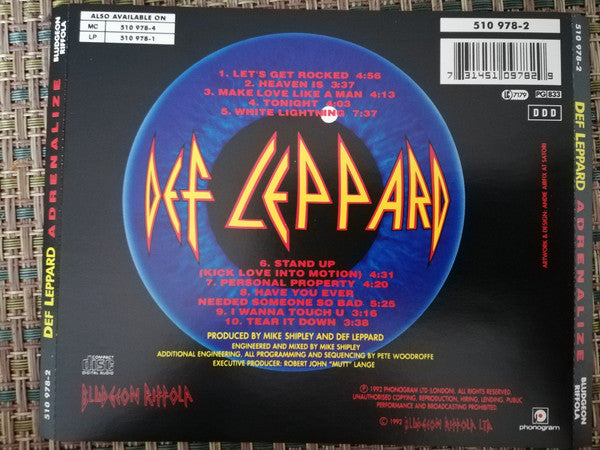 ALSO AVAILABLE ON
MC 510 978-4
LP 510 978-1
510 978-2
7 31451 09782 9
LC 7179
PG 833
DDD
1. LET'S GET ROCKED 4:56
2. HEAVEN IS 3:37
3. MAKE LOVE LIKE A MAN 4:13
4. TONIGHT 4:03
5. WHITE LIGHTNING 7:37
DEF LEPPARD
6. STAND UP
(KICK LOVE INTO MOTION) 4:31
7. PERSONAL PROPERTY 4:20
8. HAVE YOU EVER
NEEDED SOMEONE SO BAD 5:25
9. I WANNA TOUCH U 3:16
10. TEAR IT DOWN 3:38
PRODUCED BY MIKE SHIPLEY AND DEF LEPPARD
ENGINEERED AND MIXED BY MIKE SHIPLEY
ADDITIONAL ENGINEERING, ALL PROGRAMMING AND SEQUENCING BY PETE WOODROFFE
EXECUTIVE PRODUCER: ROBERT JOHN "MUTT" LANGE
COMPACT
disc
DIGITAL AUDIO
BLUDGEON RIFFOLA
℗ 1992 PHONOGRAM LTD (LONDON). ALL RIGHTS RESERVED.
UNAUTHORISED COPYING, REPRODUCTION, HIRING, LENDING, PUBLIC
PERFORMANCE AND BROADCASTING PROHIBITED.
© 1992 BLUDGEON RIFFOLA LTD.
phonogram
ARTWORK & DESIGN: ANDIE AIRFIX AT SATORI
510 978-2 DEF LEPPARD ADRENALIZE BLUDGEON
RIFFOLA
510 978-2 DEF LEPPARD ADRENALIZE BLUDGEON
RIFFOLA